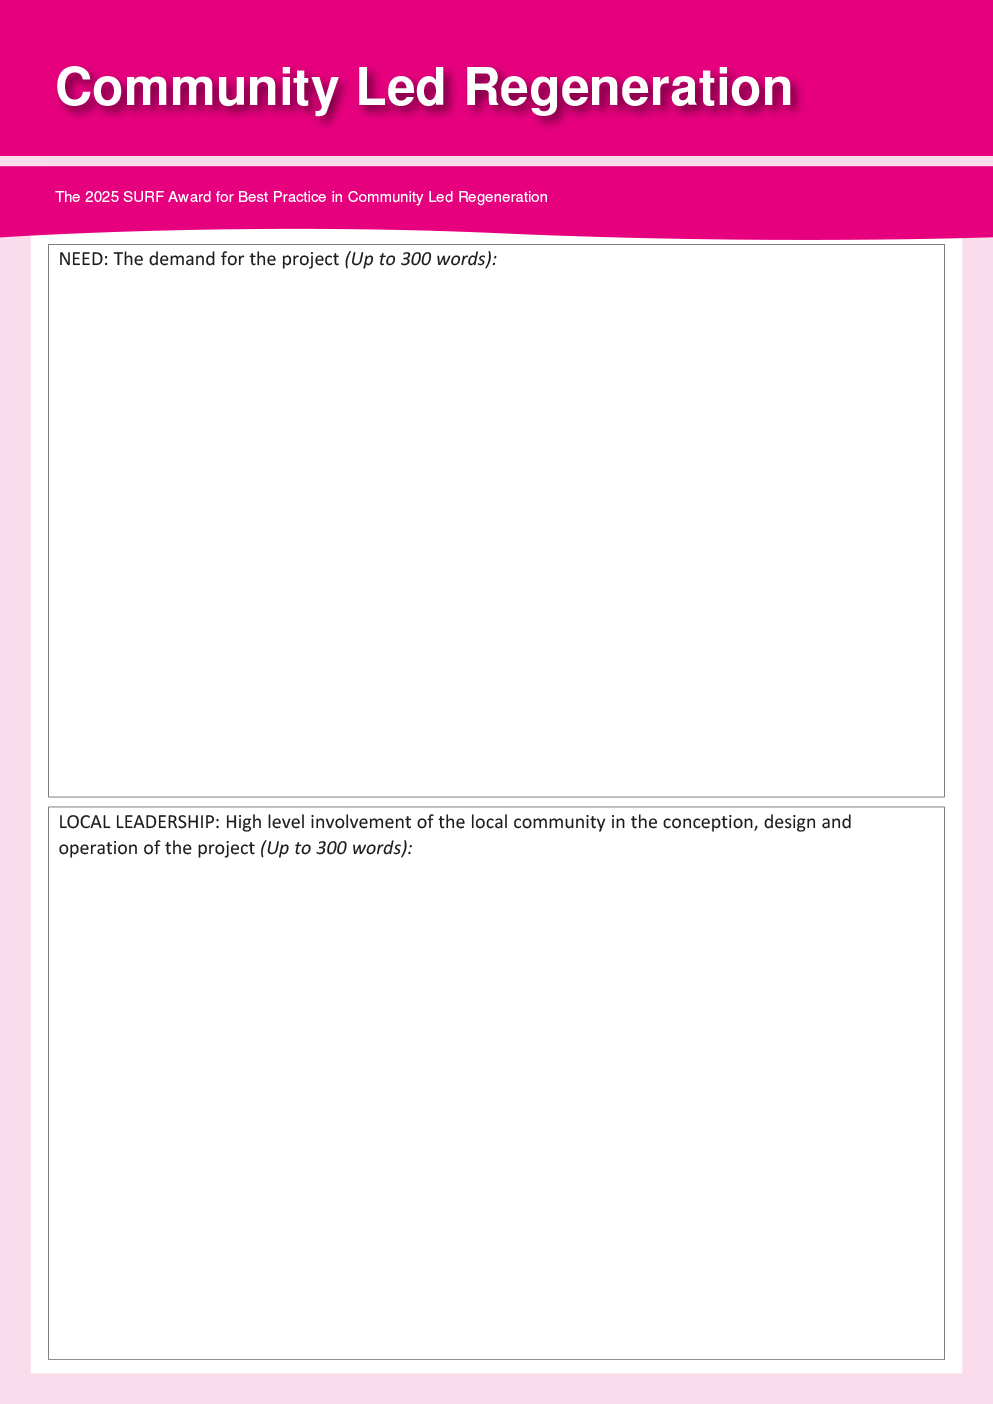 Community Led Regeneration
The 2025 SURF Award for Best Practice in Community Led Regeneration
NEED: The demand for the project (Up to 300 words):
LOCAL LEADERSHIP: High level involvement of the local community in the conception, design and
operation of the project (Up to 300 words):